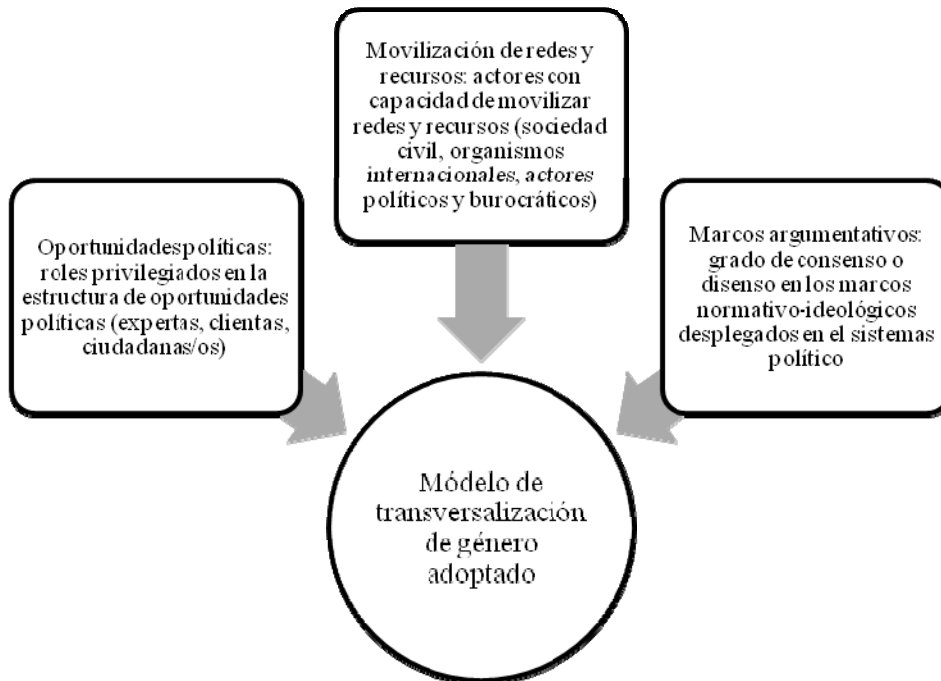 Movilización de redes y
recursos: actores con
capacidad de movilizar
redes y recursos (sociedad
civil, organismos
internacionales, actores
políticos y burocráticos)
Oportunidades políticas:
roles privilegiados en la
estructura de oportunidades
políticas (expertas, clientas,
ciudadanas/os)
Marcos argumentativos:
grado de consenso o
disenso en los marcos
normativo-ideológicos
desplegados en el sistemas
político
Módelo de
transversalización
de género
adoptado